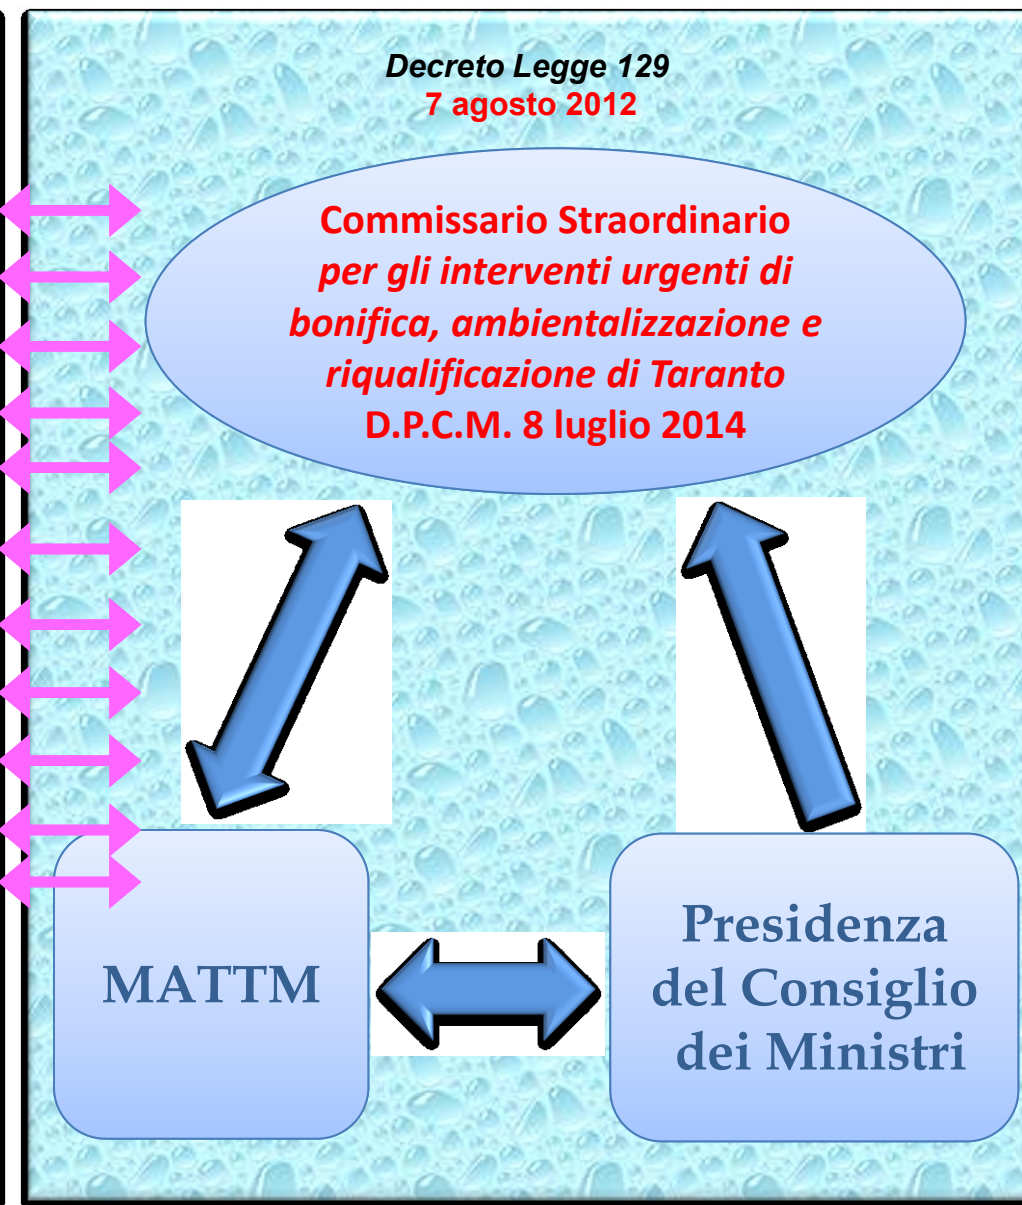 Decreto Legge 129
7 agosto 2012
Commissario Straordinario
per gli interventi urgenti di
bonifica, ambientalizzazione e
riqualificazione di Taranto
D.P.C.M. 8 luglio 2014
MATTM
Presidenza
del Consiglio
dei Ministri